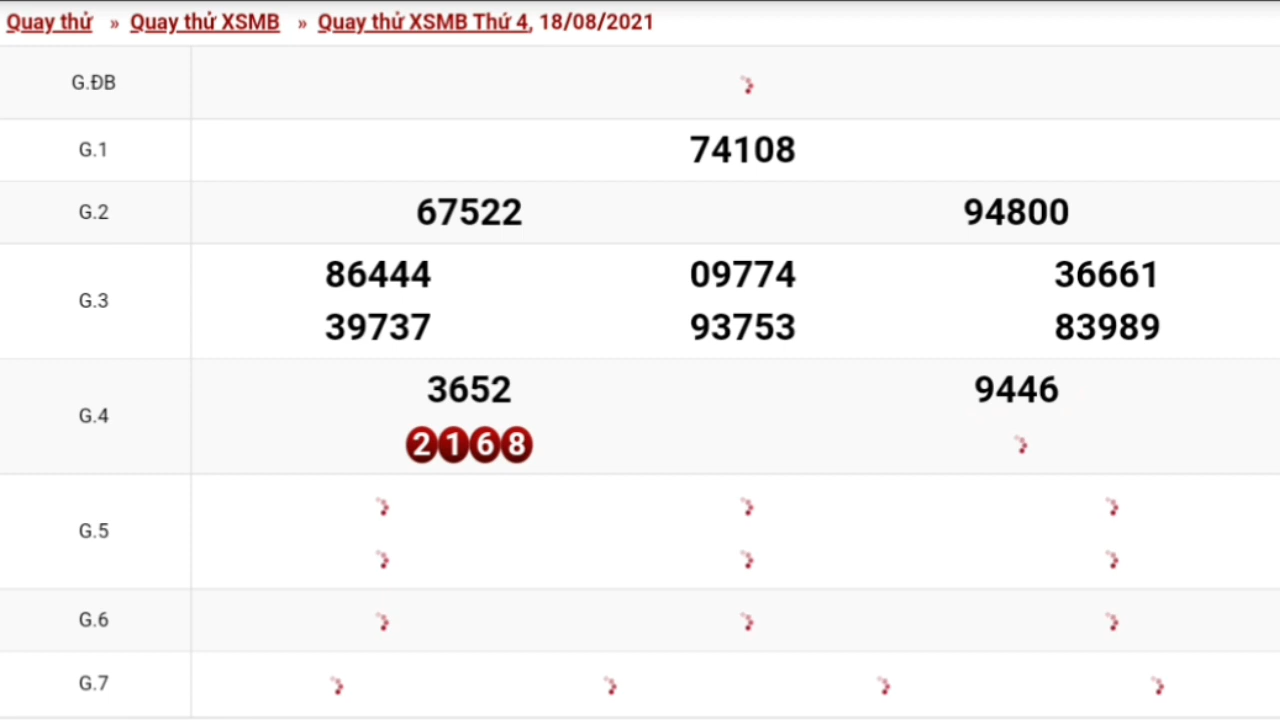 Quay thử » Quay thử XSMB » Quay thử XSMB Thứ 4, 18/08/2021
G.ĐB
G.1 74108
G.2 67522 94800
G.3 86444 09774 36661
39737 93753 83989
G.4 3652 9446
2168
G.5
G.6
G.7